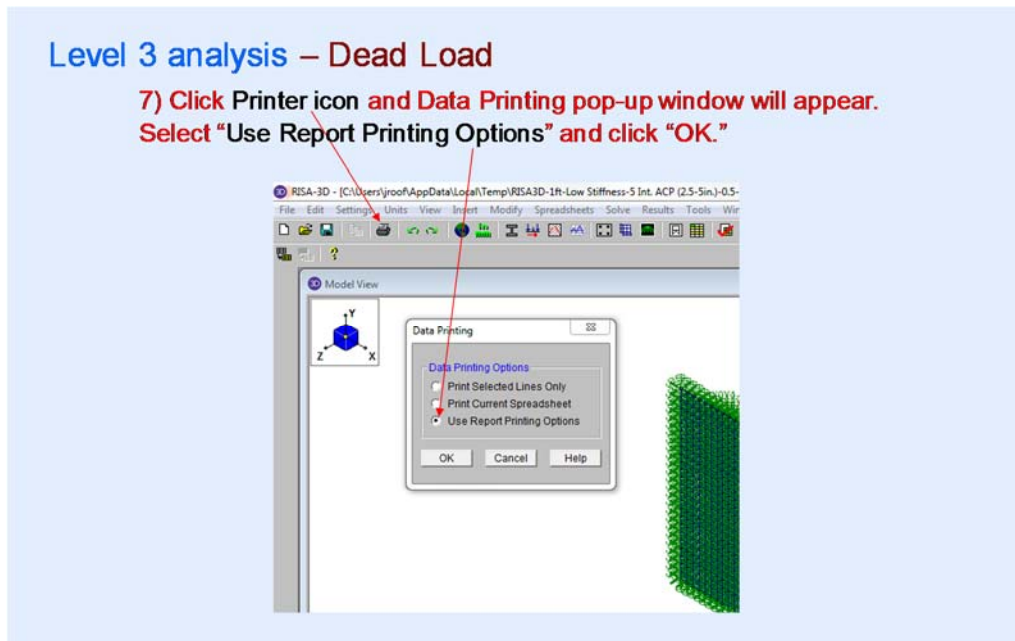 Level 3 analysis – Dead Load
7) Click Printer icon and Data Printing pop-up window will appear.
Select “Use Report Printing Options” and click “OK.”
3D RISA-3D - [C:\Users\jroof\AppData\Local\Temp\RISA3D-1ft-Low Stiffness-5 Int. ACP (2.5-5in.)-0.5-
File Edit Settings Units View Insert Modify Spreadsheets Solve Results Tools Wir
3D Model View
Y
Z X
Data Printing
Data Printing Options
Print Selected Lines Only
Print Current Spreadsheet
Use Report Printing Options
OK Cancel Help